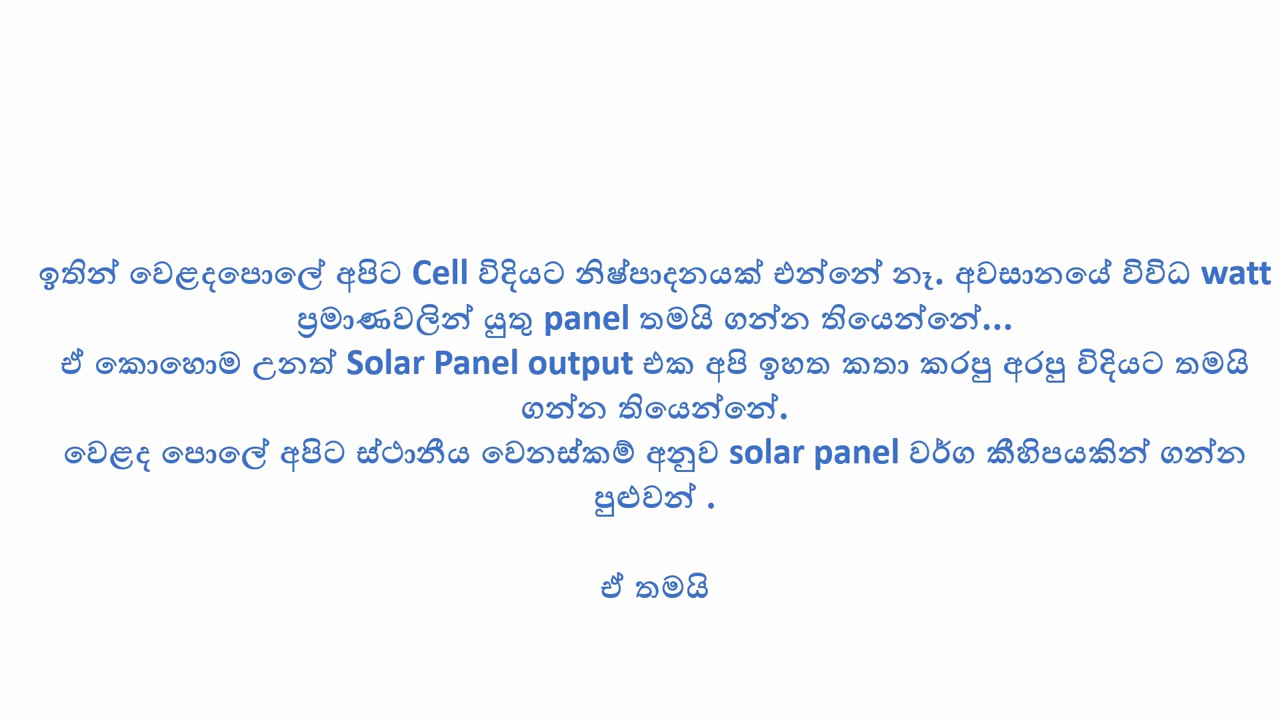 ඉතින් වෙළදපොලේ අපිට Cell විදියට නිෂ්පාදනයක් එන්නේ නෑ. අවසානයේ විවිධ watt
ප්‍රමාණවලින් යුතු panel තමයි ගන්න තියෙන්නේ...
ඒ කොහොම උනත් Solar Panel output එක අපි ඉහත කතා කරපු අරපු විදියට තමයි
ගන්න තියෙන්නේ.
වෙළද පොලේ අපිට ස්ථානීය වෙනස්කම් අනුව solar panel වර්ග කීහිපයකින් ගන්න
පුළුවන් .
ඒ තමයි